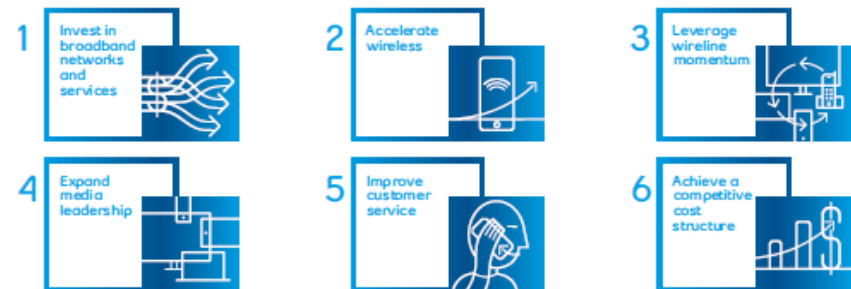 1
Invest in
broadband
networks
and
services
2
Accelerate
wireless
3
Leverage
wireline
momentum
4
Expand
media
leadership
5
Improve
customer
service
6
Achieve a
competitive
cost
structure
$